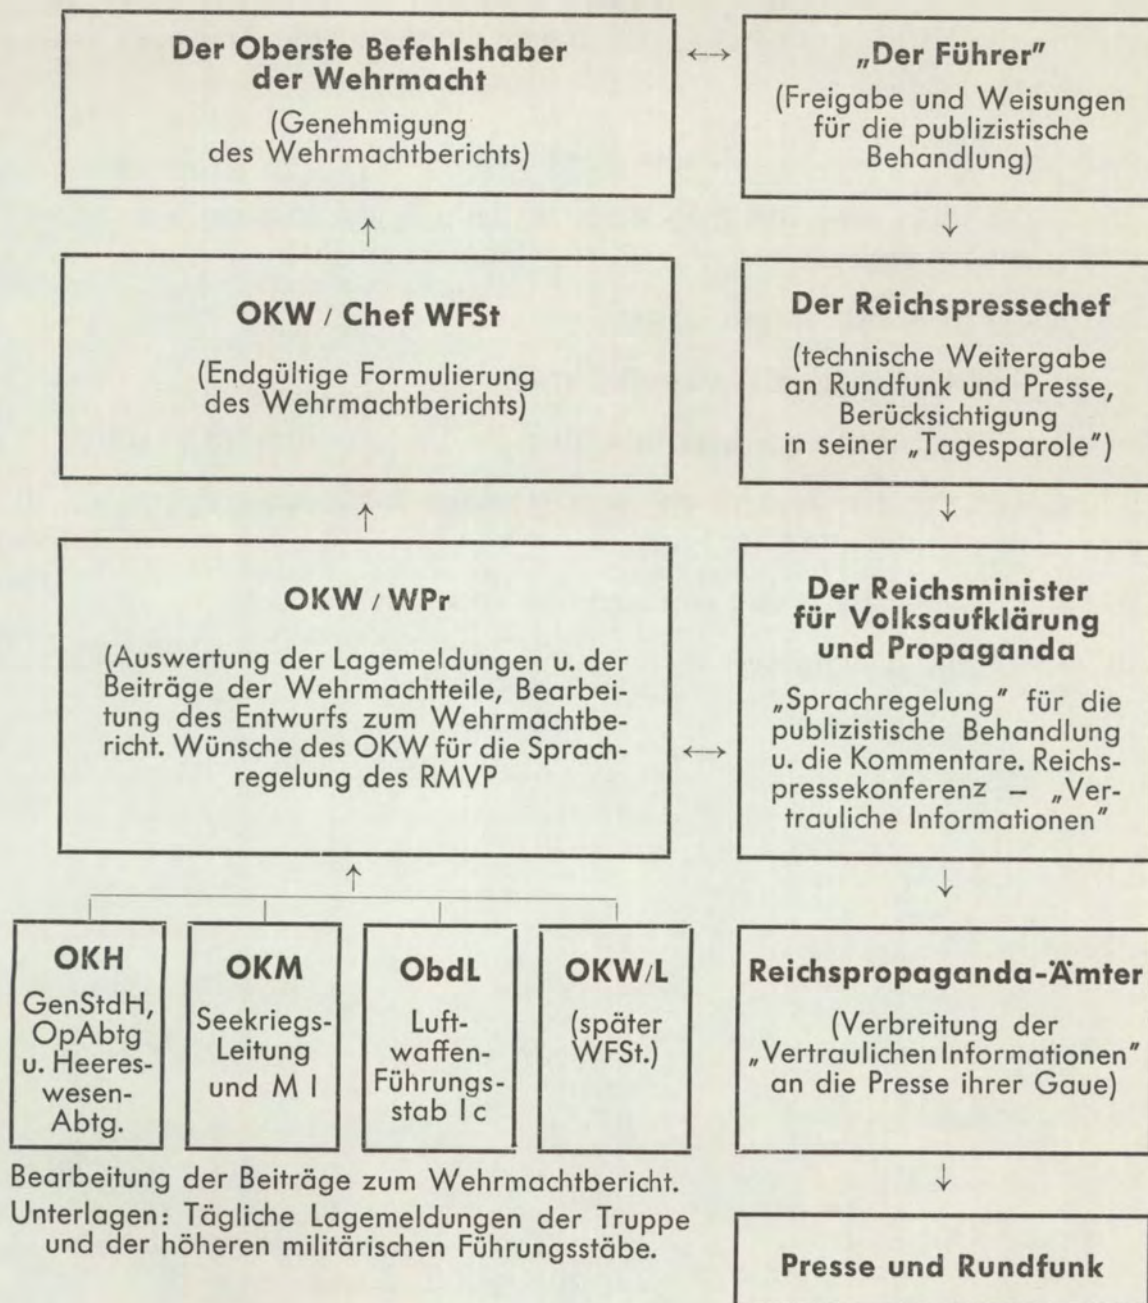 Der Oberste Befehlshaber
der Wehrmacht
(Genehmigung
des Wehrmachtberichts)
„Der Führer"
(Freigabe und Weisungen
für die publizistische
Behandlung)
OKW / Chef WFSt
(Endgültige Formulierung
des Wehrmachtberichts)
Der Reichspressechef
(technische Weitergabe
an Rundfunk und Presse,
Berücksichtigung
in seiner „Tagesparole")
OKW / WPr
(Auswertung der Lagemeldungen u. der
Beiträge der Wehrmachtteile, Bearbei-
tung des Entwurfs zum Wehrmachtbe-
richt. Wünsche des OKW für die Sprach-
regelung des RMVP
Der Reichsminister
für Volksaufklärung
und Propaganda
„Sprachregelung" für die
publizistische Behandlung
u. die Kommentare. Reichs-
pressekonferenz – „Ver-
trauliche Informationen"
OKH
GenStdH,
OpAbtg
u. Heeres-
wesen-
Abtg.
OKM
Seekriegs-
Leitung
und M I
ObdL
Luft-
waffen-
Führungs-
stab I c
OKW/L
(später
WFSt.)
Reichspropaganda-Ämter
(Verbreitung der
„Vertraulichen Informationen"
an die Presse ihrer Gaue)
Bearbeitung der Beiträge zum Wehrmachtbericht.
Unterlagen: Tägliche Lagemeldungen der Truppe
und der höheren militärischen Führungsstäbe.
Presse und Rundfunk